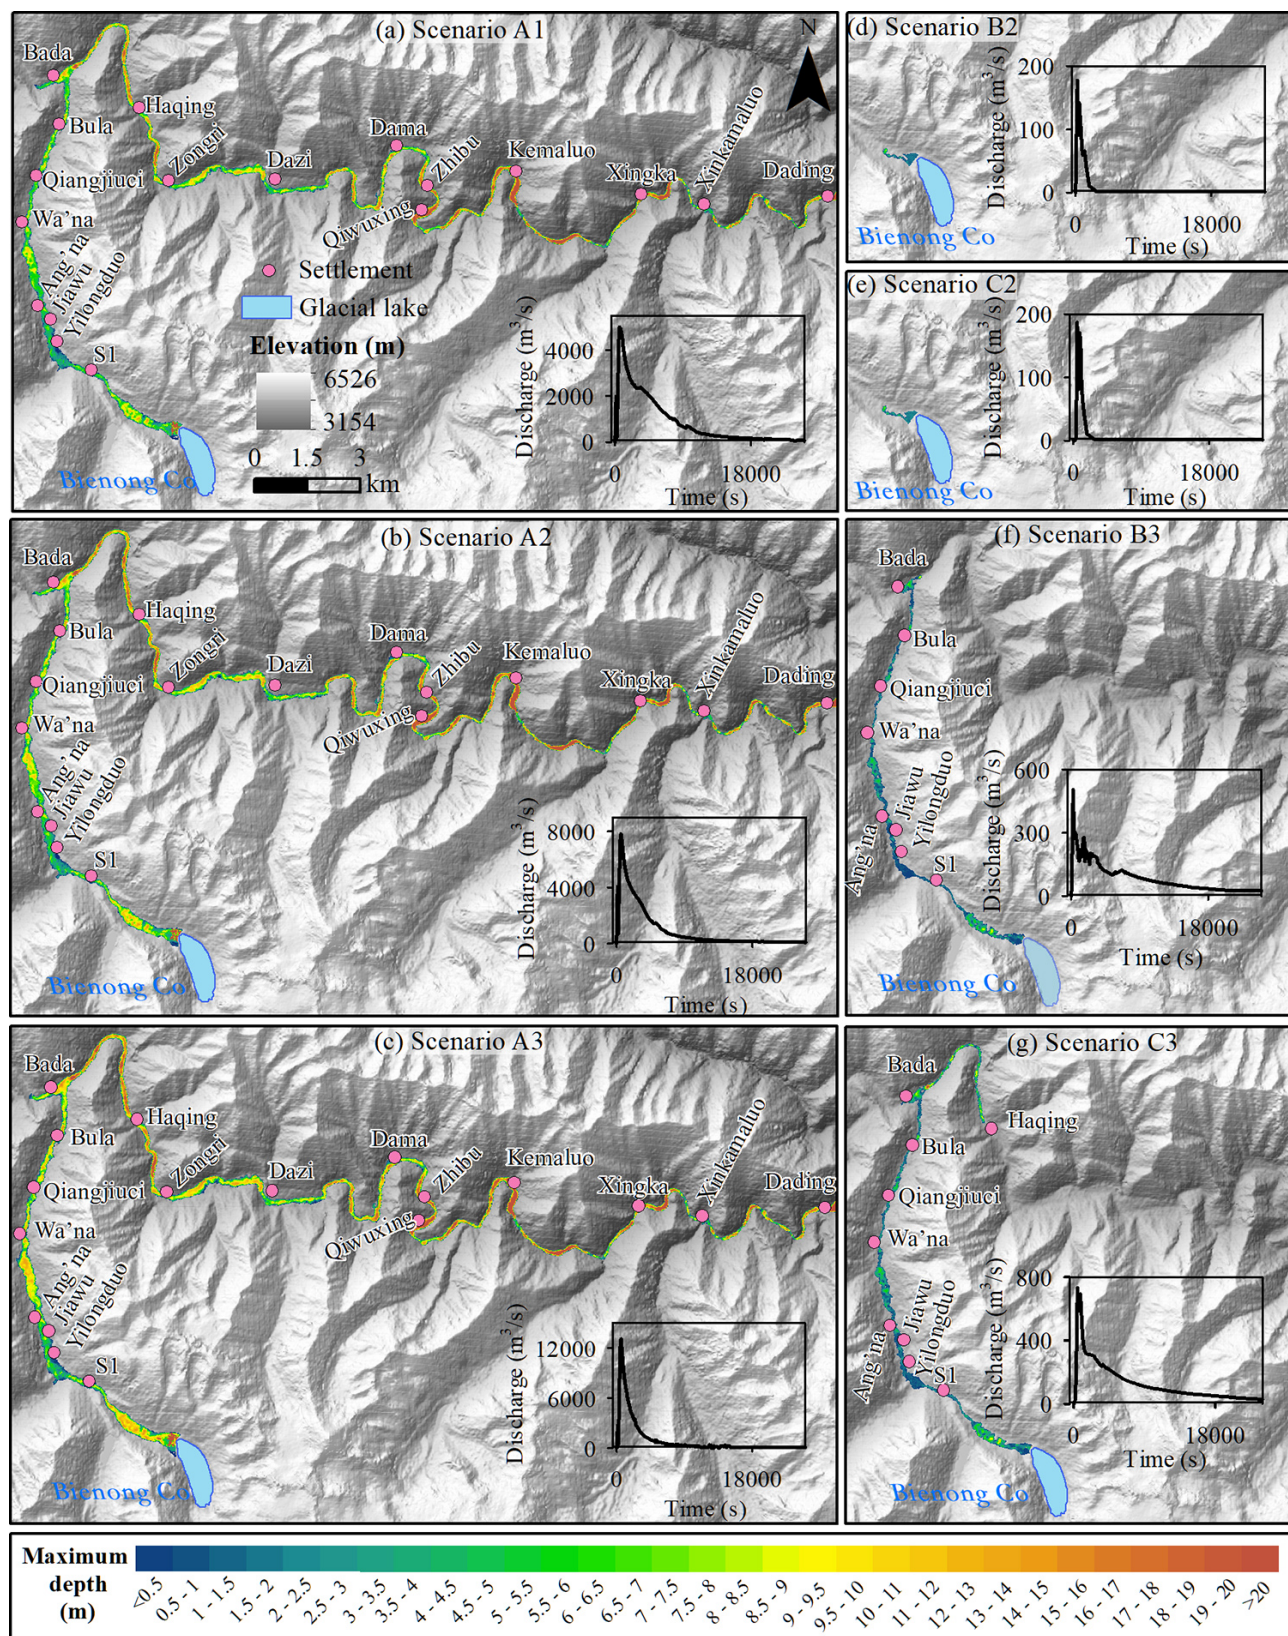 (a) Scenario A1
N
Bada
Haqing
Bula
Zongri
Dazi
Dama
Zhibu
Kemaluo
Xingka
Xinkamaluo
Dading
Qiangjiuci
Wa'na
Qiwuxing
Ang'na
Jiawu
Yilongduo
S1
Settlement
Glacial lake
Elevation (m)
6526
3154
0 1.5 3
km
Bienong Co
Discharge (m³/s)
4000
2000
0
0 18000
Time (s)
(d) Scenario B2
Discharge (m³/s)
200
100
0
0 18000
Time (s)
Bienong Co
(e) Scenario C2
Discharge (m³/s)
200
100
0
0 18000
Time (s)
Bienong Co
(b) Scenario A2
Bada
Haqing
Bula
Zongri
Dazi
Dama
Zhibu
Kemaluo
Xingka
Xinkamaluo
Dading
Qiangjiuci
Wa'na
Qiwuxing
Ang'na
Jiawu
Yilongduo
S1
Bienong Co
Discharge (m³/s)
8000
4000
0
0 18000
Time (s)
(f) Scenario B3
Bada
Bula
Qiangjiuci
Wa'na
Ang'na
Jiawu
Yilongduo
S1
Bienong Co
Discharge (m³/s)
600
300
0
0 18000
Time (s)
(c) Scenario A3
Bada
Haqing
Bula
Zongri
Dazi
Dama
Zhibu
Kemaluo
Xingka
Xinkamaluo
Dading
Qiangjiuci
Wa'na
Qiwuxing
Ang'na
Jiawu
Yilongduo
S1
Bienong Co
Discharge (m³/s)
12000
6000
0
0 18000
Time (s)
(g) Scenario C3
Bada
Haqing
Bula
Qiangjiuci
Wa'na
Ang'na
Jiawu
Yilongduo
S1
Bienong Co
Discharge (m³/s)
800
400
0
0 18000
Time (s)
Maximum
depth
(m)
<0.5
0.5 - 1
1 - 1.5
1.5 - 2
2 - 2.5
2.5 - 3
3 - 3.5
3.5 - 4
4 - 4.5
4.5 - 5
5 - 5.5
5.5 - 6
6 - 6.5
6.5 - 7
7 - 7.5
7.5 - 8
8 - 8.5
8.5 - 9
9 - 9.5
9.5 - 10
10 - 11
11 - 12
12 - 13
13 - 14
14 - 15
15 - 16
16 - 17
17 - 18
18 - 19
19 - 20
>20